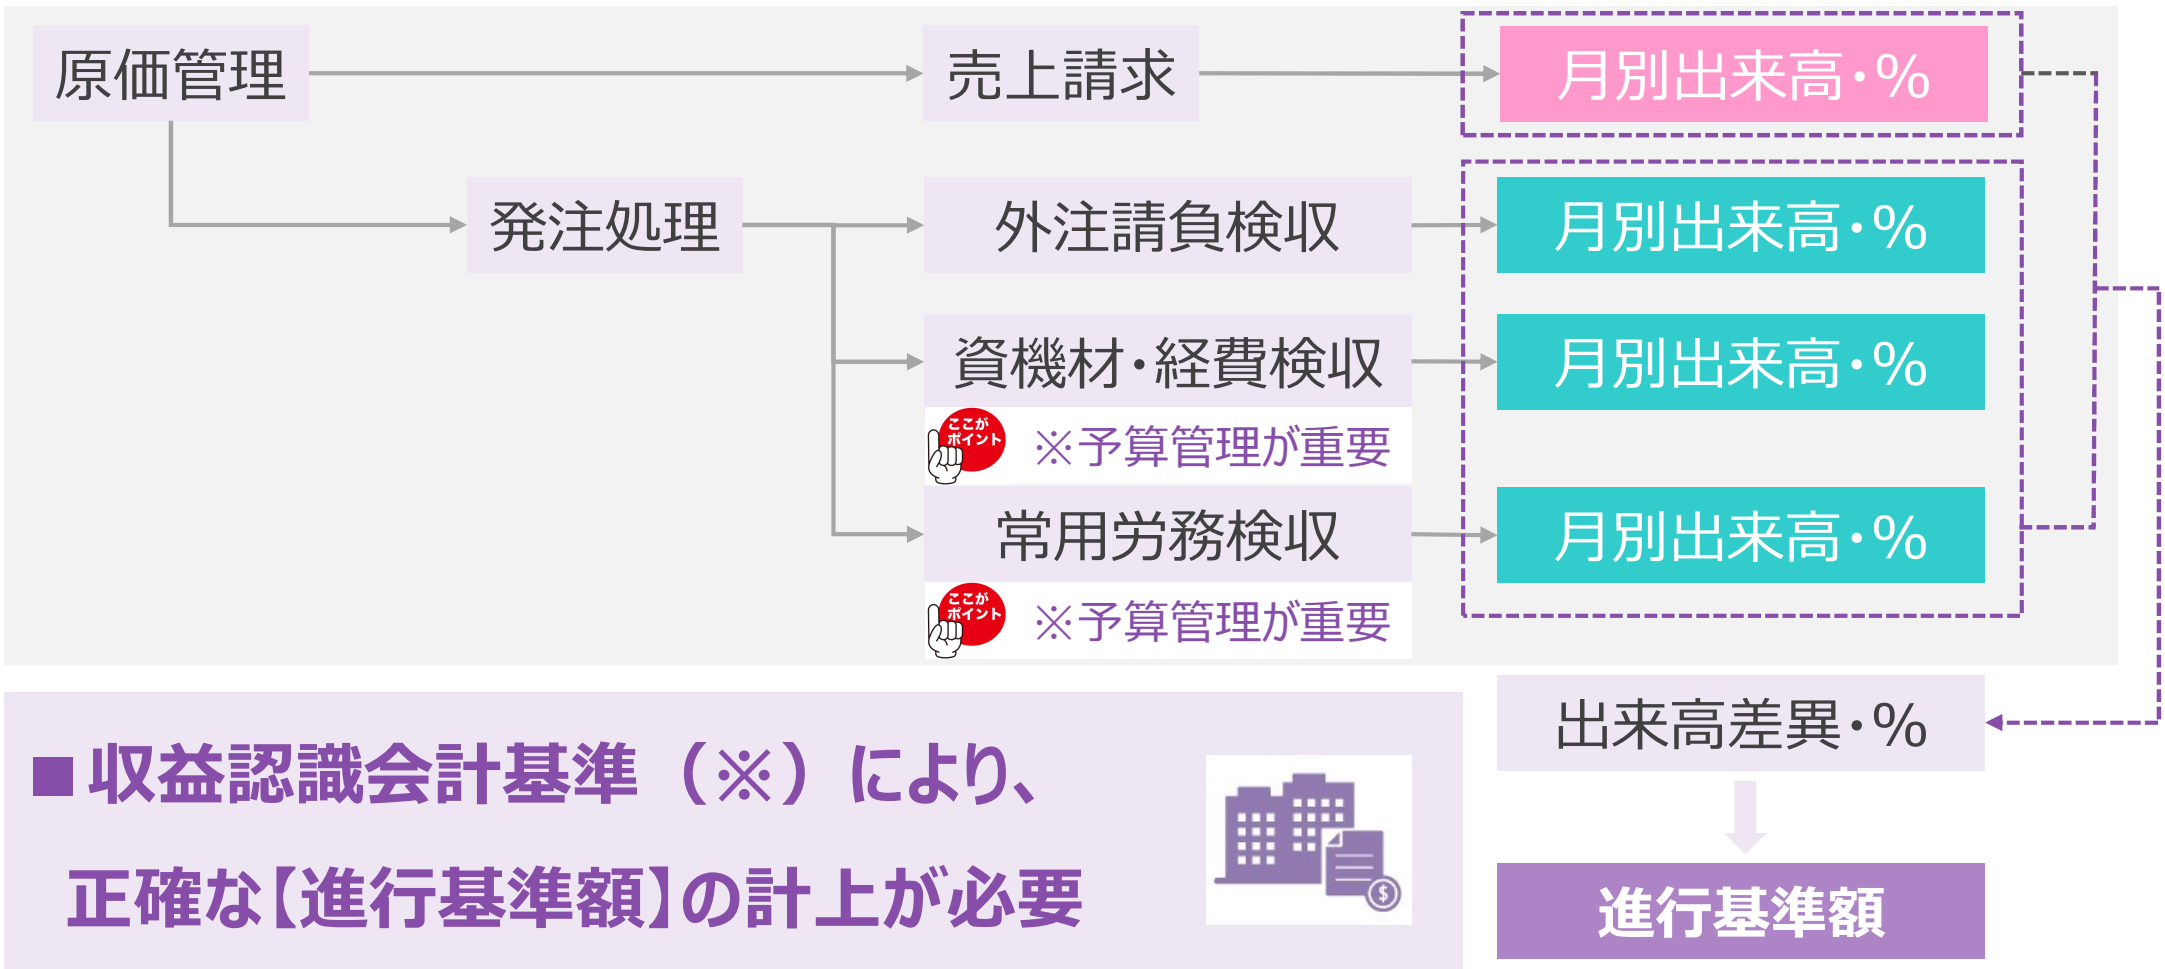 原価管理
売上請求
月別出来高・%
発注処理
外注請負検収
月別出来高・%
資機材・経費検収
月別出来高・%
ここが
ポイント
※予算管理が重要
常用労務検収
月別出来高・%
ここが
ポイント
※予算管理が重要
出来高差異・%
進行基準額
■収益認識会計基準（※）により、
正確な【進行基準額】の計上が必要
$